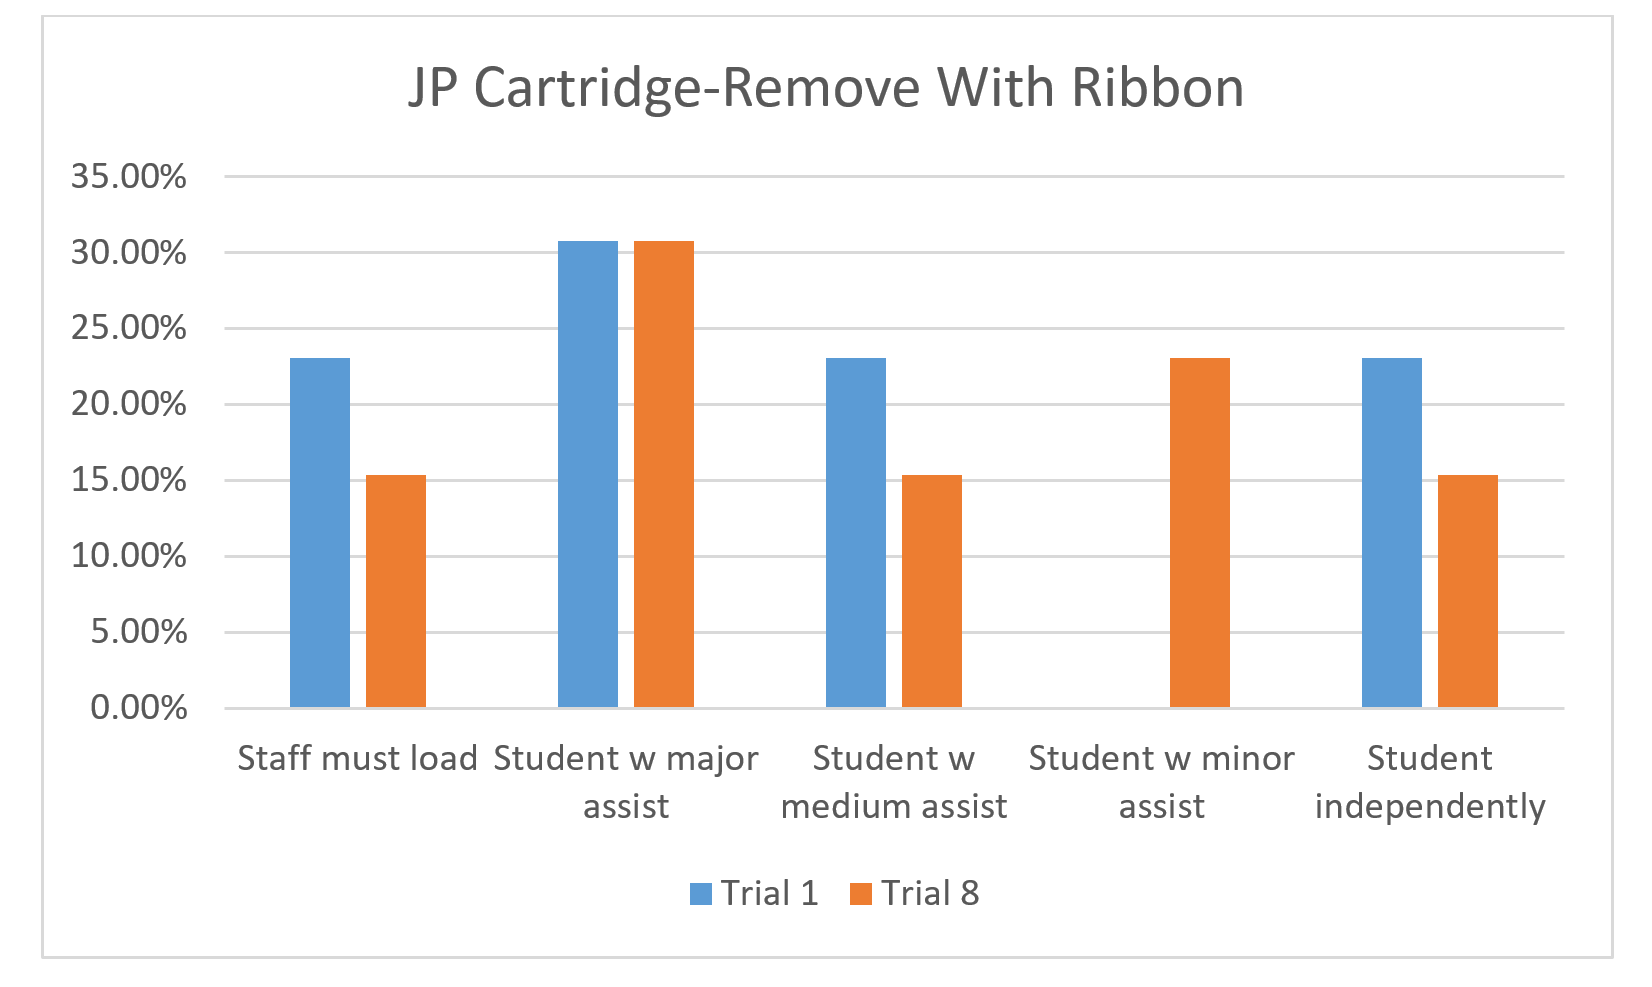 JP Cartridge-Remove With Ribbon
35.00%
30.00%
25.00%
20.00%
15.00%
10.00%
5.00%
0.00%
Staff must load
Student w major
assist
Student w
medium assist
Student w minor
assist
Student
independently
Trial 1
Trial 8